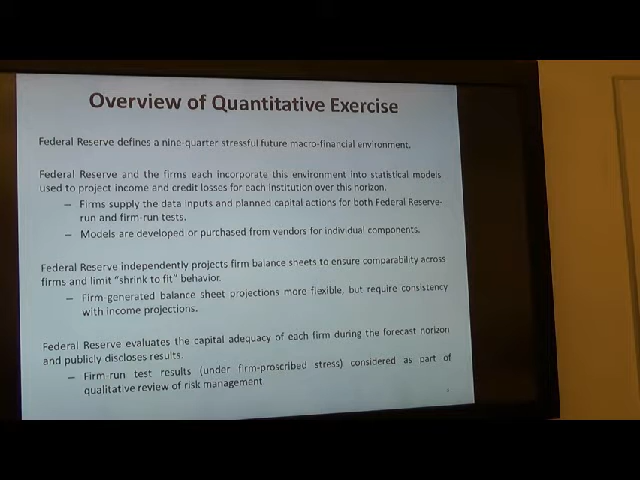 Overview of Quantitative Exercise
Federal Reserve defines a nine-quarter stressful future macro-financial environment.
Federal Reserve and the firms each incorporate this environment into statistical models
used to project income and credit losses for each institution over this horizon.
– Firms supply the data inputs and planned capital actions for both Federal Reserve-
run and firm-run tests.
– Models are developed or purchased from vendors for individual components.
Federal Reserve independently projects firm balance sheets to ensure comparability across
firms and limit "shrink to fit" behavior.
– Firm-generated balance sheet projections more flexible, but require consistency
with income projections.
Federal Reserve evaluates the capital adequacy of each firm during the forecast horizon
and publicly discloses results.
– Firm-run test results (under firm-proscribed stress) considered as part of
qualitative review of risk management.